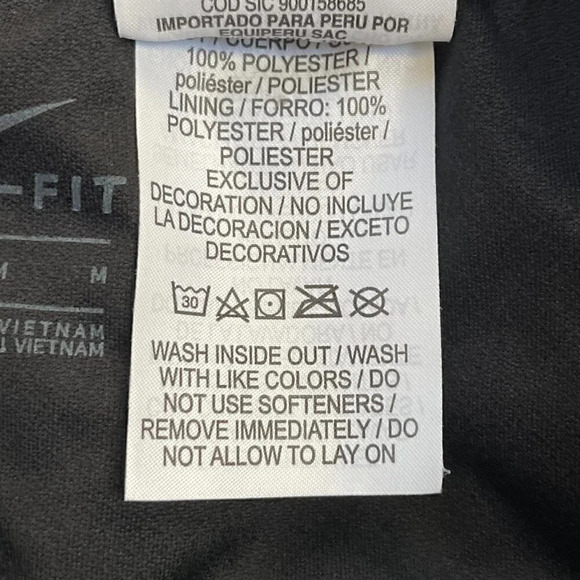 COD SIC 900158685
IMPORTADO PARA PERU POR
EQUIPERU SAC
/ CUERPO /
100% POLYESTER /
poliéster / POLIESTER
LINING / FORRO: 100%
POLYESTER / poliéster /
POLIESTER
EXCLUSIVE OF
DECORATION / NO INCLUYE
LA DECORACION / EXCETO
DECORATIVOS
30
WASH INSIDE OUT / WASH
WITH LIKE COLORS / DO
NOT USE SOFTENERS /
REMOVE IMMEDIATELY / DO
NOT ALLOW TO LAY ON
-FIT
M
VIETNAM
VIETNAM